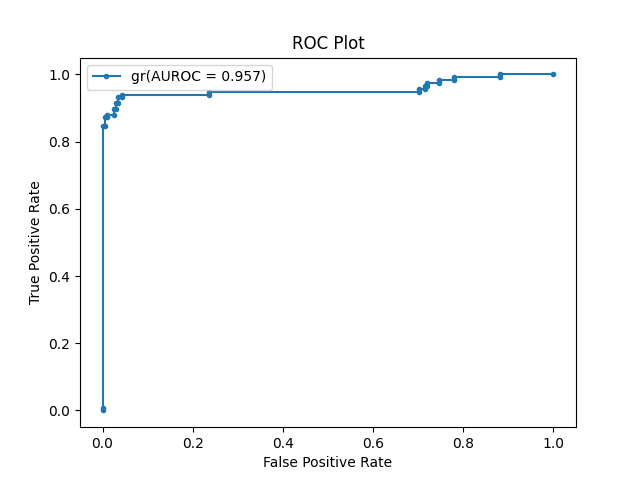 ROC Plot
gr(AUROC = 0.957)
1.0
0.8
0.6
0.4
0.2
0.0
True Positive Rate
0.0 0.2 0.4 0.6 0.8 1.0
False Positive Rate